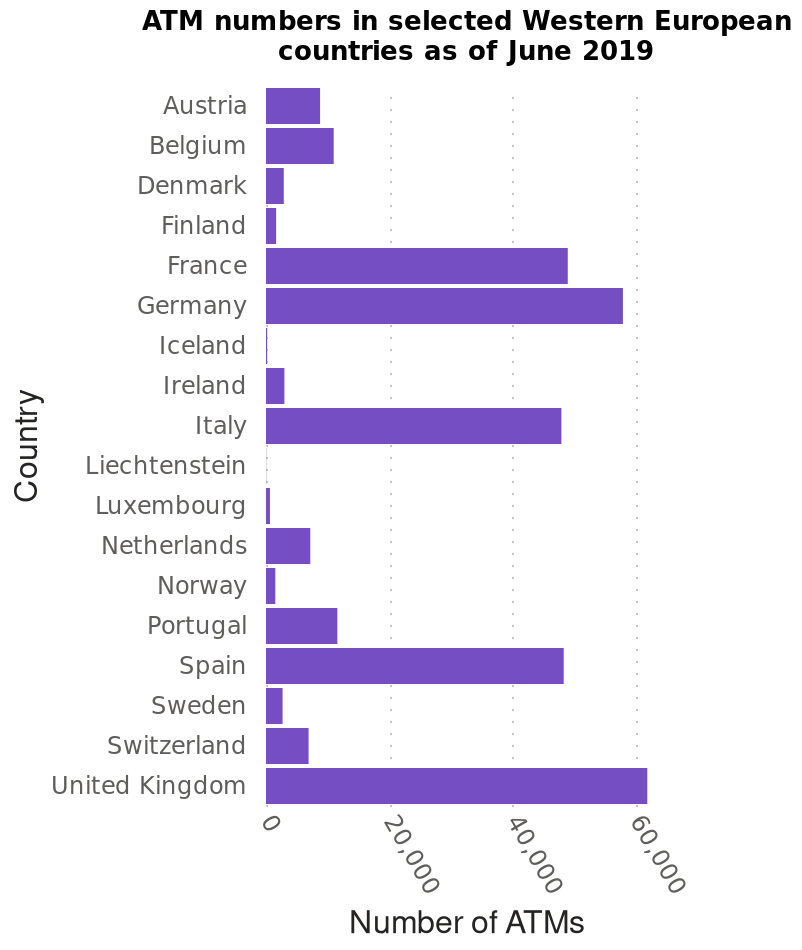 ATM numbers in selected Western European
countries as of June 2019
Country
Austria
Belgium
Denmark
Finland
France
Germany
Iceland
Ireland
Italy
Liechtenstein
Luxembourg
Netherlands
Norway
Portugal
Spain
Sweden
Switzerland
United Kingdom
0
20,000
40,000
60,000
Number of ATMs